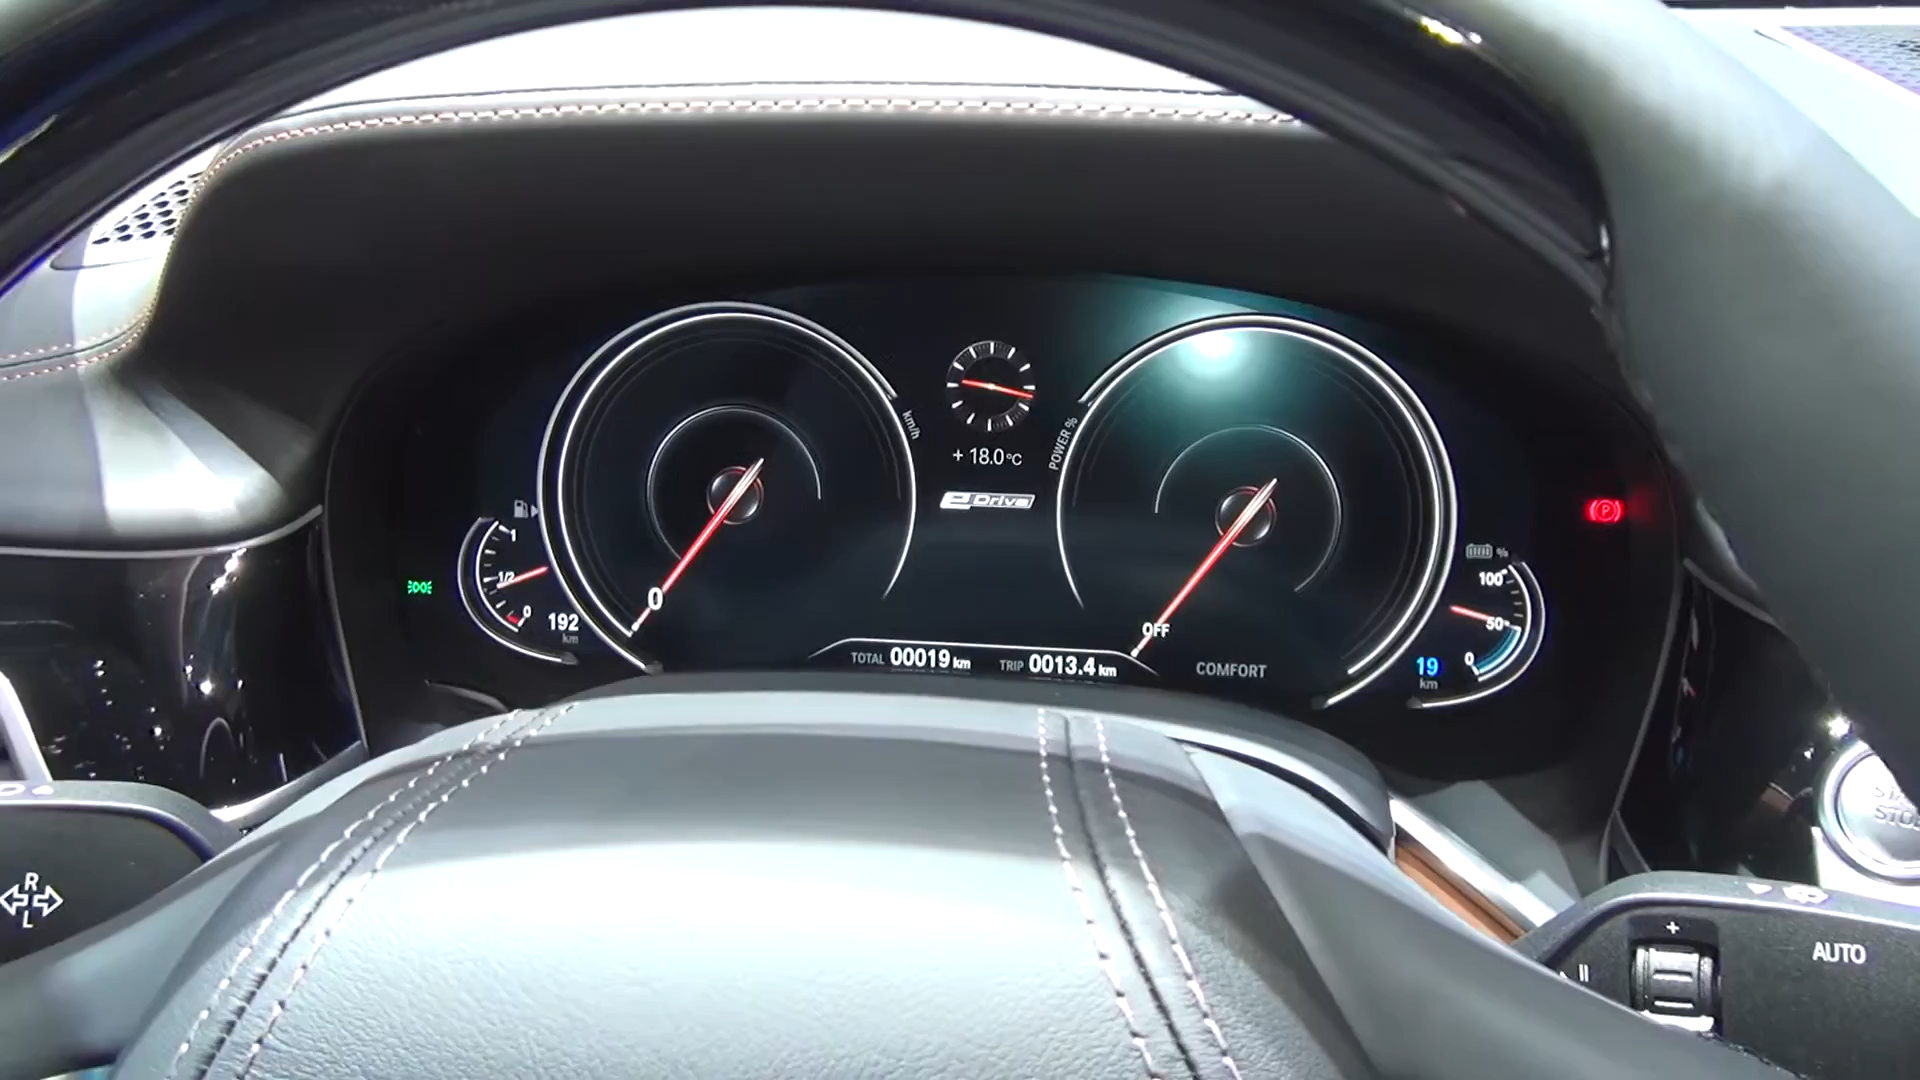 km/h
+ 18.0°C
eDrive
POWER %
1
1/2
0
192
km
0
OFF
TOTAL 00019 km
TRIP 0013.4 km
COMFORT
%
100
50
0
19
km
P
R
L
+
AUTO